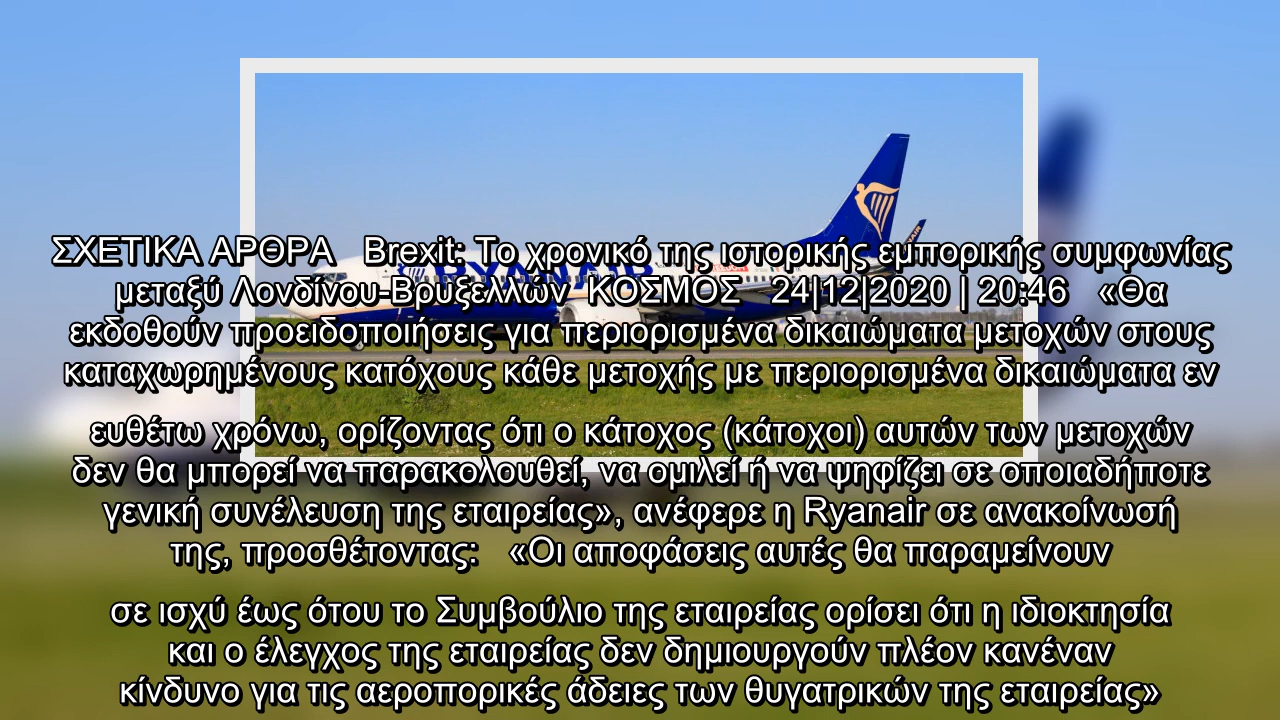 ΣΧΕΤΙΚΑ ΑΡΘΡΑ Brexit: Το χρονικό της ιστορικής εμπορικής συμφωνίας
μεταξύ Λονδίνου-Βρυξελλών ΚΟΣΜΟΣ 24|12|2020 | 20:46 «Θα
εκδοθούν προειδοποιήσεις για περιορισμένα δικαιώματα μετοχών στους
καταχωρημένους κατόχους κάθε μετοχής με περιορισμένα δικαιώματα εν
ευθέτω χρόνω, ορίζοντας ότι ο κάτοχος (κάτοχοι) αυτών των μετοχών
δεν θα μπορεί να παρακολουθεί, να ομιλεί ή να ψηφίζει σε οποιαδήποτε
γενική συνέλευση της εταιρείας», ανέφερε η Ryanair σε ανακοίνωσή
της, προσθέτοντας: «Οι αποφάσεις αυτές θα παραμείνουν
σε ισχύ έως ότου το Συμβούλιο της εταιρείας ορίσει ότι η ιδιοκτησία
και ο έλεγχος της εταιρείας δεν δημιουργούν πλέον κανέναν
κίνδυνο για τις αεροπορικές άδειες των θυγατρικών της εταιρείας»
RYANAIR